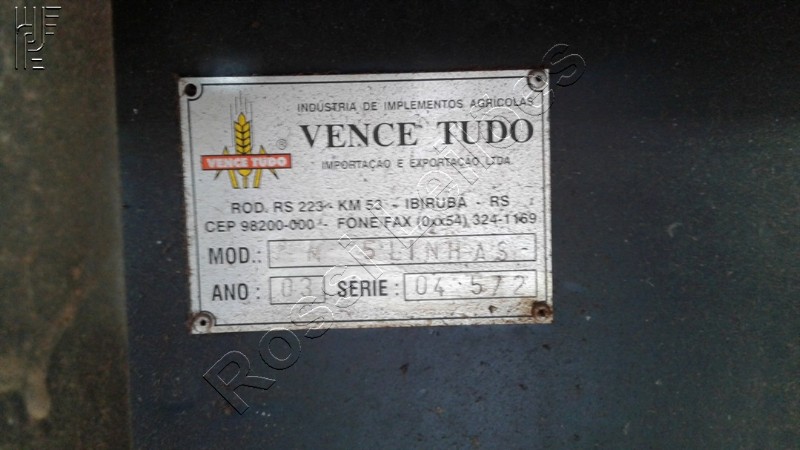 INDÚSTRIA DE IMPLEMENTOS AGRÍCOLAS
VENCE TUDO
VENCE TUDO ®
IMPORTAÇÃO E EXPORTAÇÃO LTDA
ROD. RS 223 - KM 53 - IBIRUBÁ - RS
CEP 98200-000 - FONE/FAX (0xx54) 324-1169
MOD.: 5 LINHAS
ANO: 03 SÉRIE: 04 572